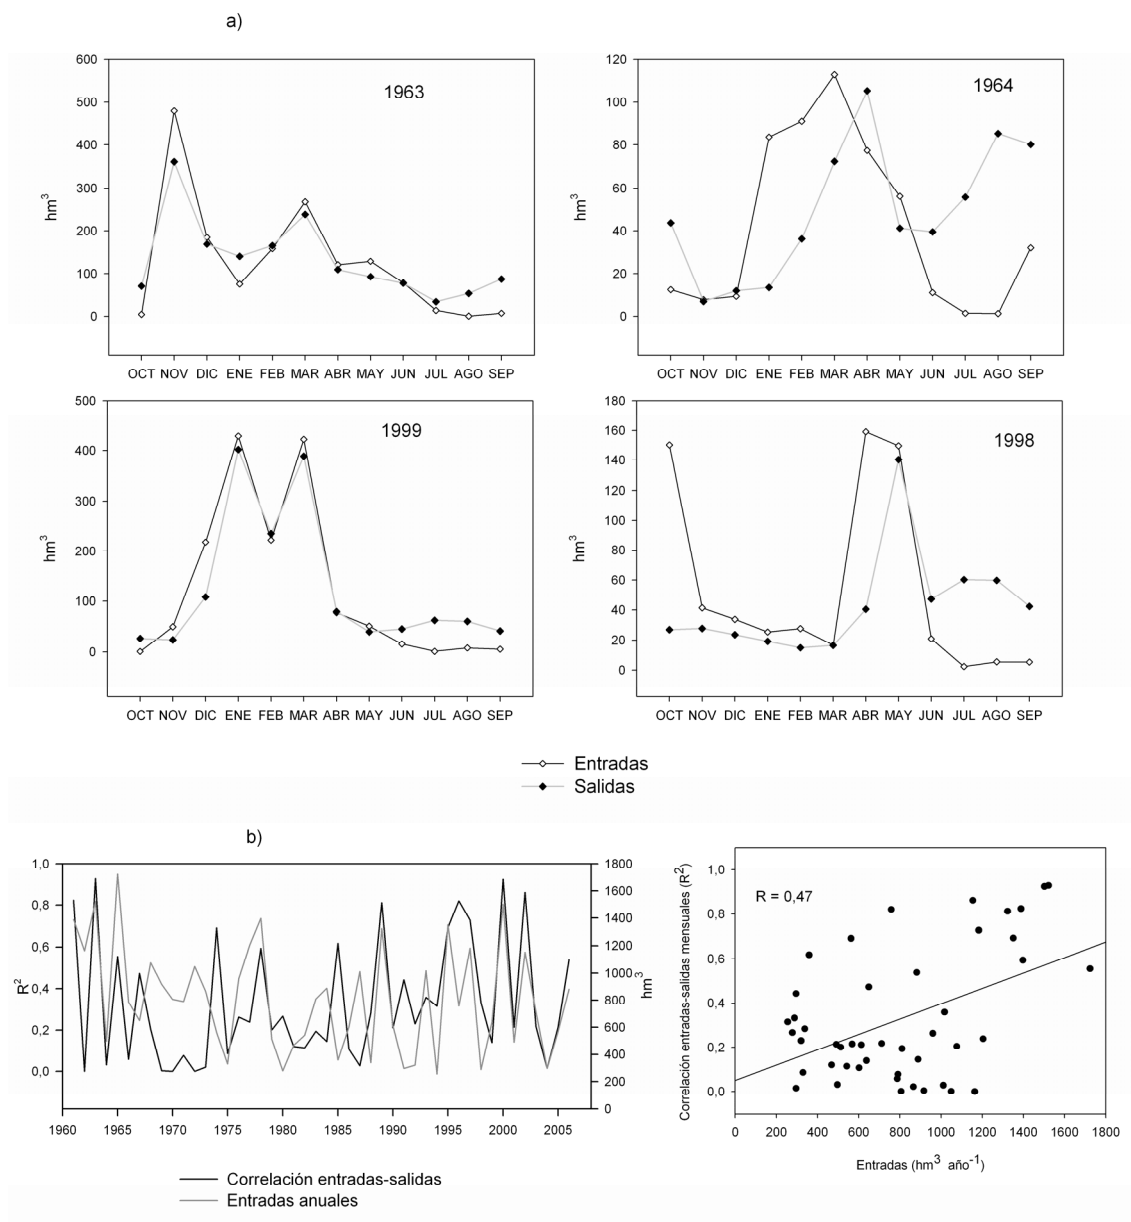 a)
600
500
400
300
200
100
0
hm3
1963
OCT NOV DIC ENE FEB MAR ABR MAY JUN JUL AGO SEP
120
100
80
60
40
20
0
hm3
1964
OCT NOV DIC ENE FEB MAR ABR MAY JUN JUL AGO SEP
500
400
300
200
100
0
hm3
1999
OCT NOV DIC ENE FEB MAR ABR MAY JUN JUL AGO SEP
180
160
140
120
100
80
60
40
20
0
hm3
1998
OCT NOV DIC ENE FEB MAR ABR MAY JUN JUL AGO SEP
Entradas
Salidas
b)
1,0
0,8
0,6
0,4
0,2
0,0
R2
1800
1600
1400
1200
1000
800
600
400
200
0
hm3
1960 1965 1970 1975 1980 1985 1990 1995 2000 2005
Correlación entradas-salidas
Entradas anuales
Correlación entradas-salidas mensuales (R2)
1,0
0,8
0,6
0,4
0,2
0,0
R = 0,47
0 200 400 600 800 1000 1200 1400 1600 1800
Entradas (hm3 año-1)